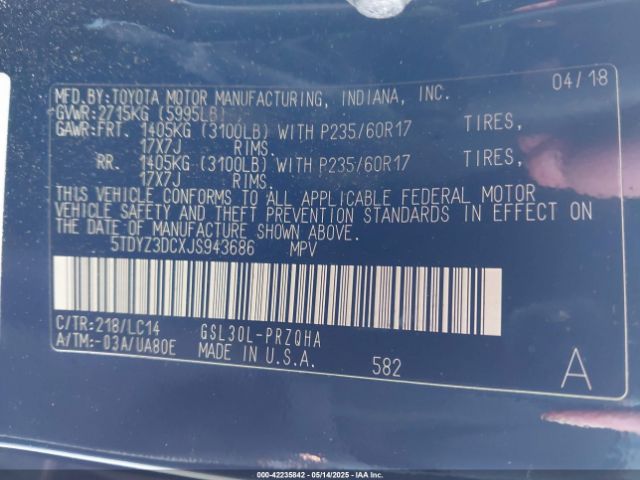 04/18
MFD.BY:TOYOTA MOTOR MANUFACTURING, INDIANA, INC.
GVWR:2715KG (5995LB)
GAWR:FRT. 1405KG (3100LB) WITH P235/60R17 TIRES,
17X7J RIMS.
RR. 1405KG (3100LB) WITH P235/60R17 TIRES,
17X7J RIMS.
THIS VEHICLE CONFORMS TO ALL APPLICABLE FEDERAL MOTOR
VEHICLE SAFETY AND THEFT PREVENTION STANDARDS IN EFFECT ON
THE DATE OF MANUFACTURE SHOWN ABOVE.
5TDYZ3DCXJS943686 MPV
C/TR:218/LC14 GSL30L-PRZQHA
A/TM:-03A/UA80E MADE IN U.S.A. 582 A
000-42235842 - 05/14/2025 - IAAI, Inc.